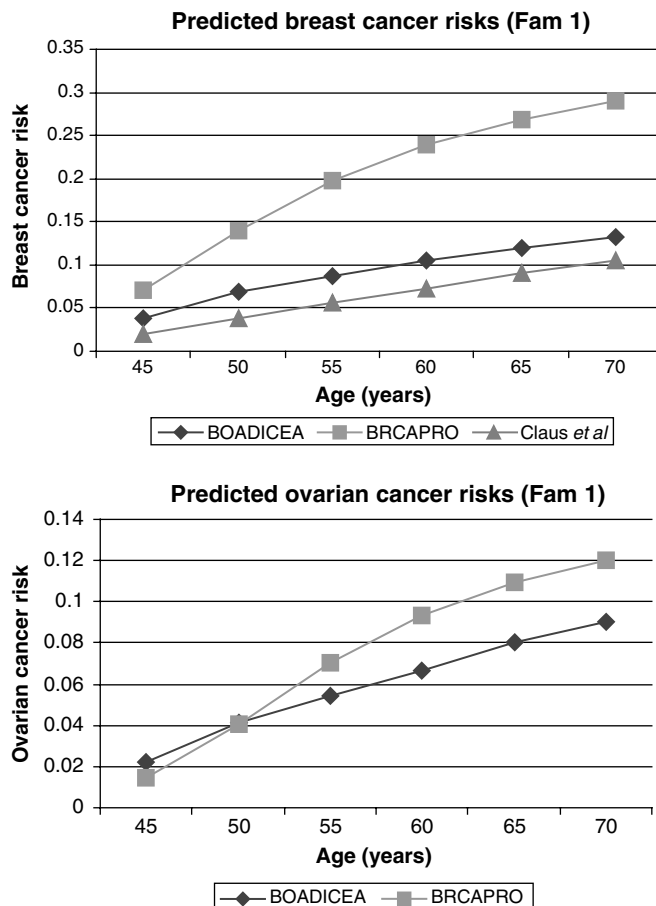 Predicted breast cancer risks (Fam 1)
0.35
0.3
0.25
0.2
0.15
0.1
0.05
0
Breast cancer risk
45 50 55 60 65 70
Age (years)
BOADICEA BRCAPRO Claus et al
Predicted ovarian cancer risks (Fam 1)
0.14
0.12
0.1
0.08
0.06
0.04
0.02
0
Ovarian cancer risk
45 50 55 60 65 70
Age (years)
BOADICEA BRCAPRO